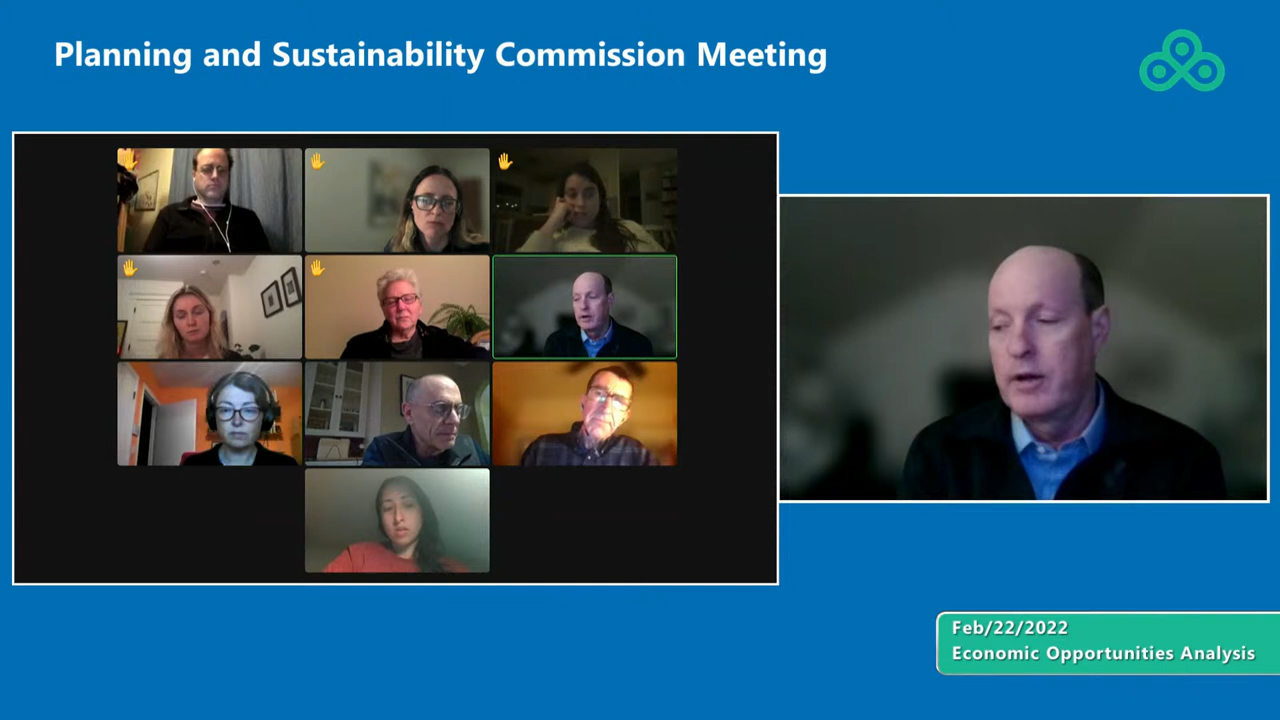 Planning and Sustainability Commission Meeting
Feb/22/2022
Economic Opportunities Analysis